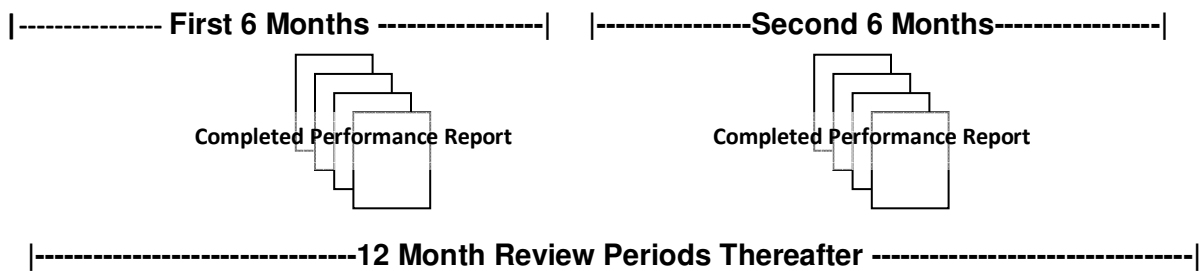 |---------------- First 6 Months -----------------| |----------------Second 6 Months-----------------|
Completed Performance Report Completed Performance Report
|---------------------------------12 Month Review Periods Thereafter ---------------------------------|